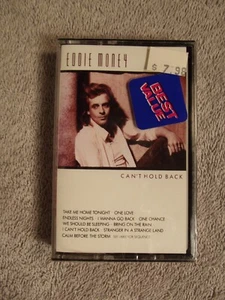 EDDIE MONEY
$ 7.98
BEST
VALUE
CAN'T HOLD BACK
TAKE ME HOME TONIGHT · ONE LOVE
ENDLESS NIGHTS · I WANNA GO BACK · ONE CHANCE
WE SHOULD BE SLEEPING · BRING ON THE RAIN
I CAN'T HOLD BACK · STRANGER IN A STRANGE LAND
CALM BEFORE THE STORM